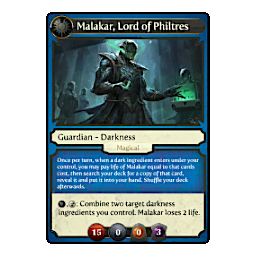 Malakar, Lord of Philtres
Guardian - Darkness
Magical
Once per turn, when a dark ingredient enters under your
control, you may pay life of Malakar equal to that cards
cost, then search your deck for a copy of that card,
reveal it and put it into your hand. Shuffle your deck
afterwards.
: Combine two target darkness
ingredients you control. Malakar loses 2 life.
15 0 0 3